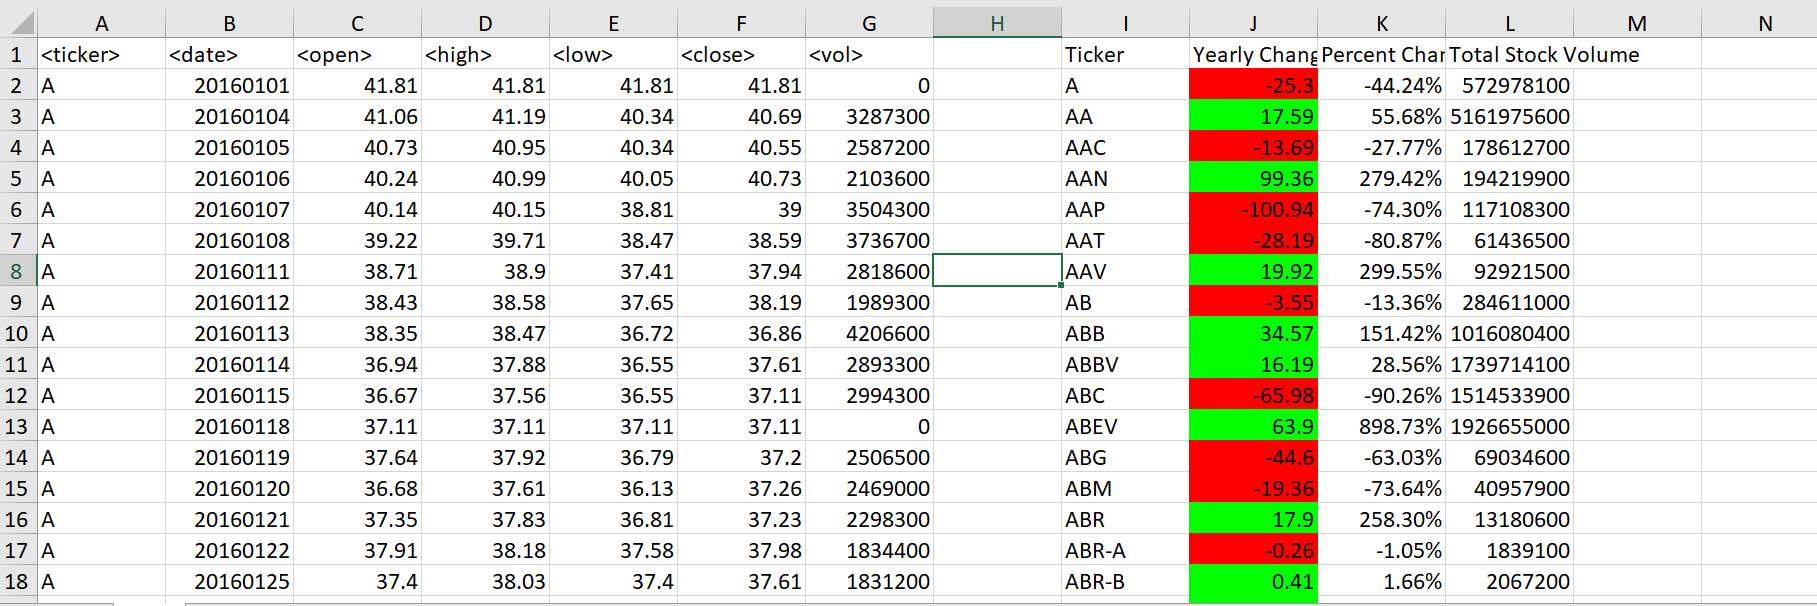 A B C D E F G H I J K L M N
1 <ticker> <date> <open> <high> <low> <close> <vol> Ticker Yearly Chang Percent Char Total Stock Volume
2 A 20160101 41.81 41.81 41.81 41.81 0 A -25.3 -44.24% 572978100
3 A 20160104 41.06 41.19 40.34 40.69 3287300 AA 17.59 55.68% 5161975600
4 A 20160105 40.73 40.95 40.34 40.55 2587200 AAC -13.69 -27.77% 178612700
5 A 20160106 40.24 40.99 40.05 40.73 2103600 AAN 99.36 279.42% 194219900
6 A 20160107 40.14 40.15 38.81 39 3504300 AAP -100.94 -74.30% 117108300
7 A 20160108 39.22 39.71 38.47 38.59 3736700 AAT -28.19 -80.87% 61436500
8 A 20160111 38.71 38.9 37.41 37.94 2818600 AAV 19.92 299.55% 92921500
9 A 20160112 38.43 38.58 37.65 38.19 1989300 AB -3.55 -13.36% 284611000
10 A 20160113 38.35 38.47 36.72 36.86 4206600 ABB 34.57 151.42% 1016080400
11 A 20160114 36.94 37.88 36.55 37.61 2893300 ABBV 16.19 28.56% 1739714100
12 A 20160115 36.67 37.56 36.55 37.11 2994300 ABC -65.98 -90.26% 1514533900
13 A 20160118 37.11 37.11 37.11 37.11 0 ABEV 63.9 898.73% 1926655000
14 A 20160119 37.64 37.92 36.79 37.2 2506500 ABG -44.6 -63.03% 69034600
15 A 20160120 36.68 37.61 36.13 37.26 2469000 ABM -19.36 -73.64% 40957900
16 A 20160121 37.35 37.83 36.81 37.23 2298300 ABR 17.9 258.30% 13180600
17 A 20160122 37.91 38.18 37.58 37.98 1834400 ABR-A -0.26 -1.05% 1839100
18 A 20160125 37.4 38.03 37.4 37.61 1831200 ABR-B 0.41 1.66% 2067200